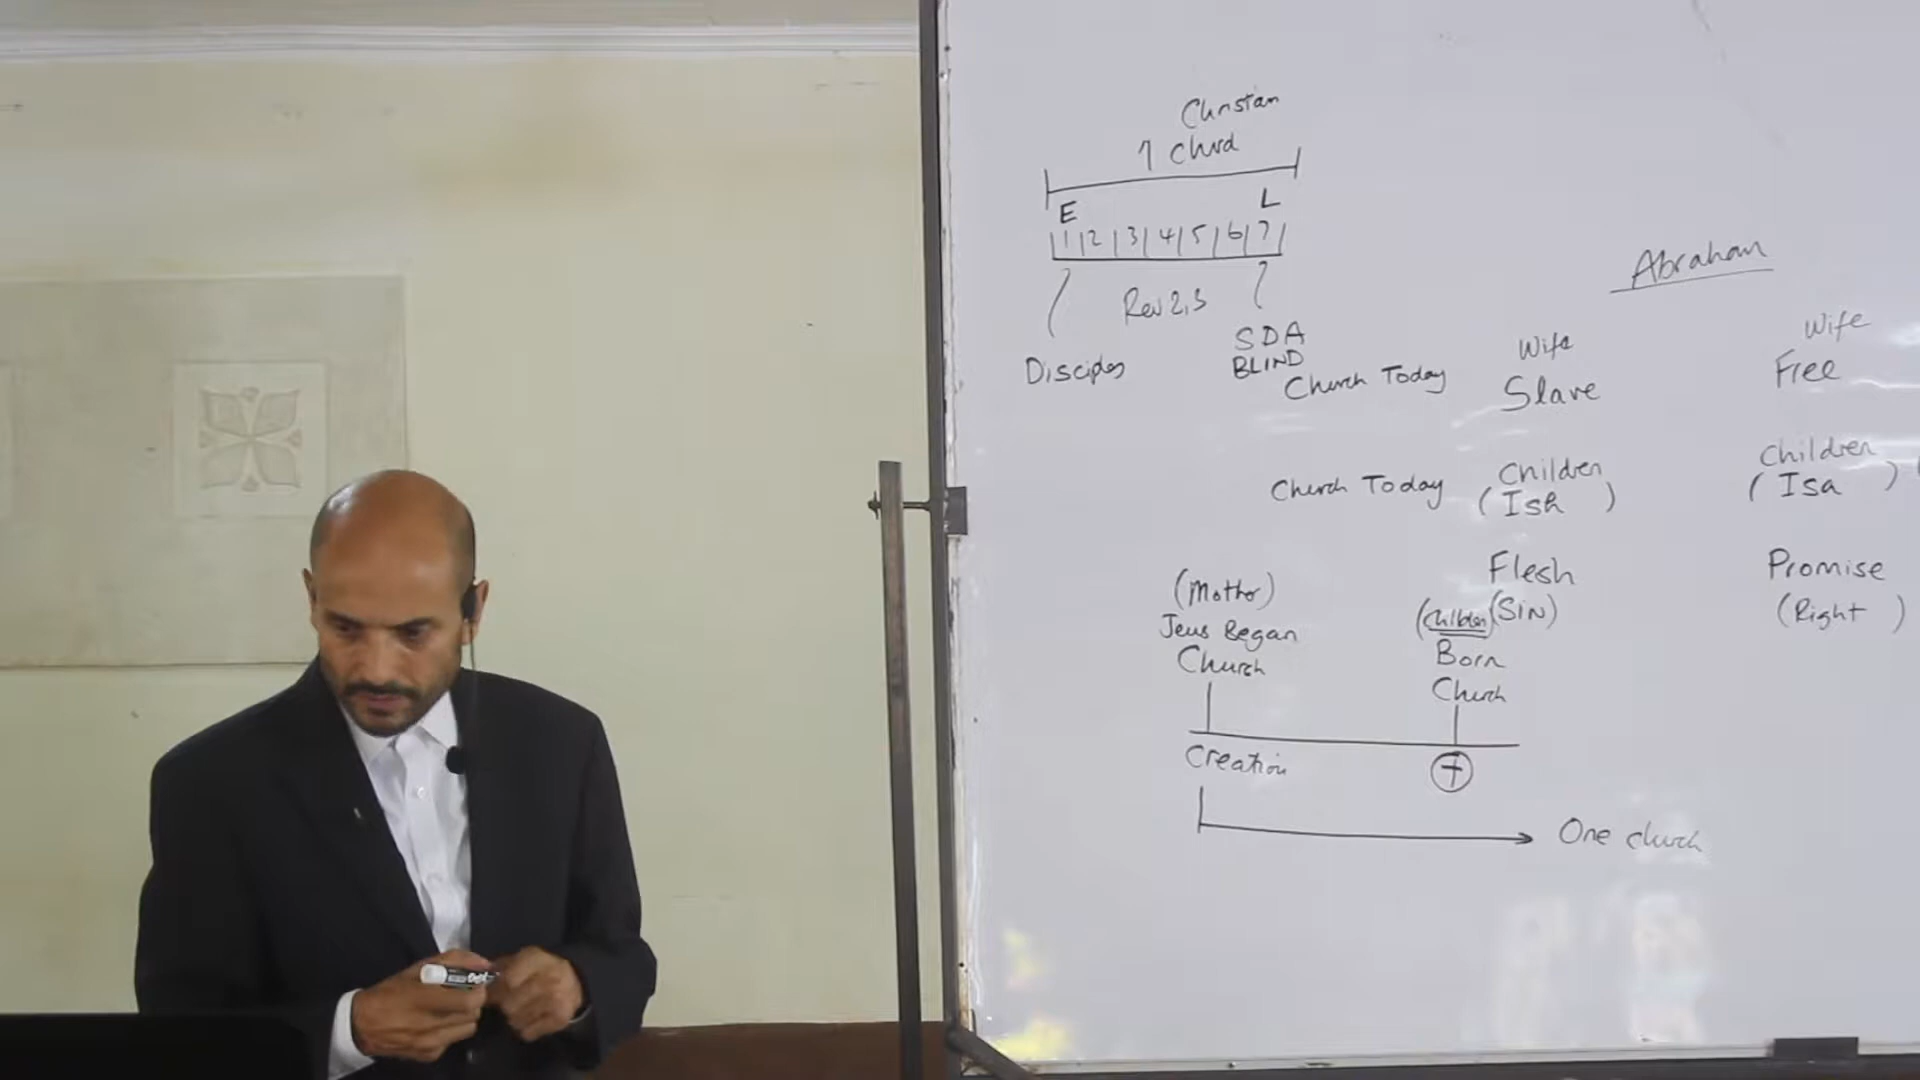 Christian
7 Chrd
E L
1 2 3 4 5 6 7
Rev 2,3
Disciples
SDA
BLIND
Church Today
Church Today
Abraham
Wife
Slave
Children
(Ish)
Flesh
(SIN)
Wife
Free
Children
(Isa)
Promise
(Right)
(Mother)
Jesus Began
Church
(Children)
Born
Church
Creation
One church